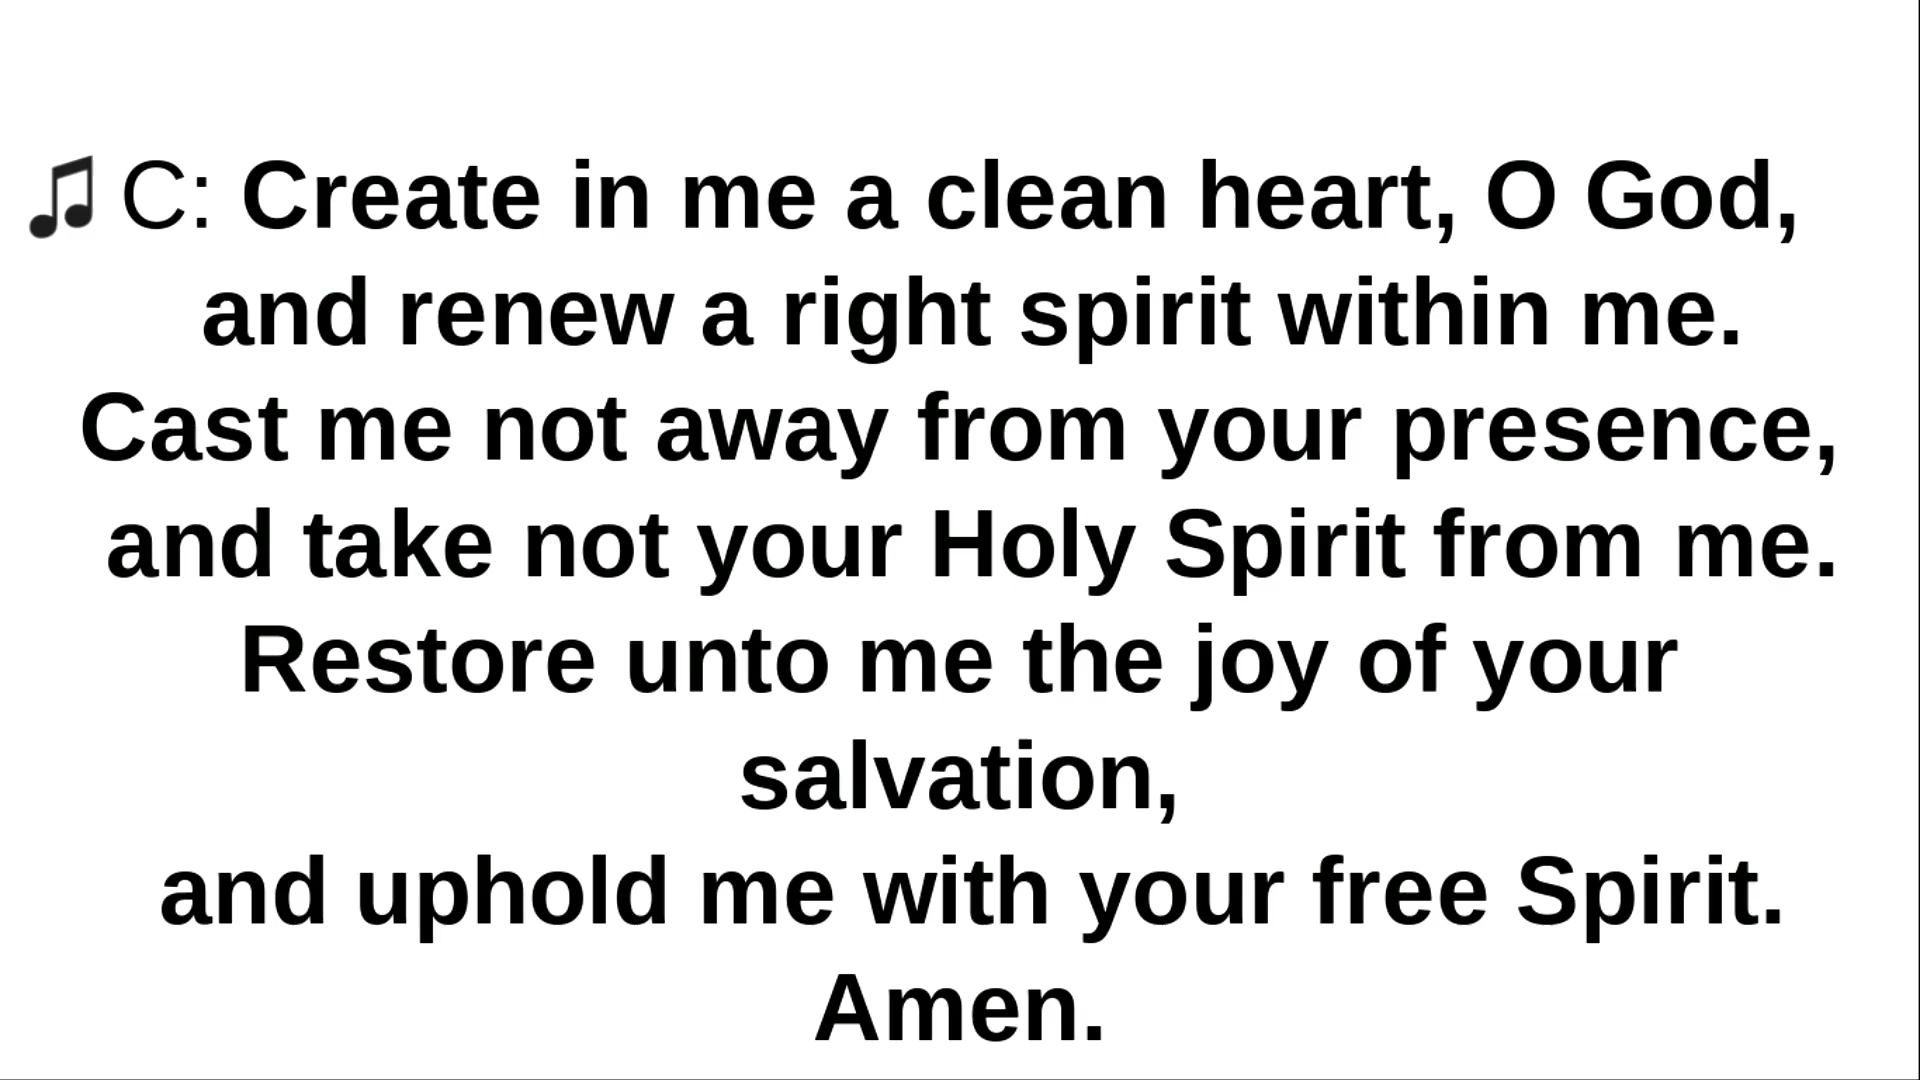 🎵 C: Create in me a clean heart, O God,
and renew a right spirit within me.
Cast me not away from your presence,
and take not your Holy Spirit from me.
Restore unto me the joy of your
salvation,
and uphold me with your free Spirit.
Amen.